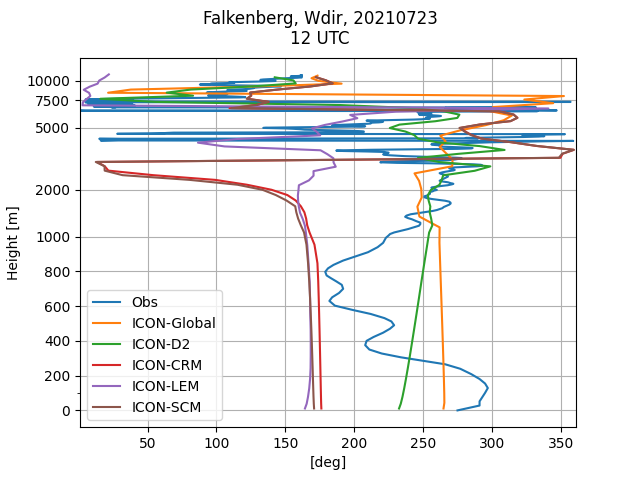 Falkenberg, Wdir, 20210723
12 UTC
10000
7500
5000
2000
1000
800
600
400
200
0
Height [m]
Obs
ICON-Global
ICON-D2
ICON-CRM
ICON-LEM
ICON-SCM
50 100 150 200 250 300 350
[deg]